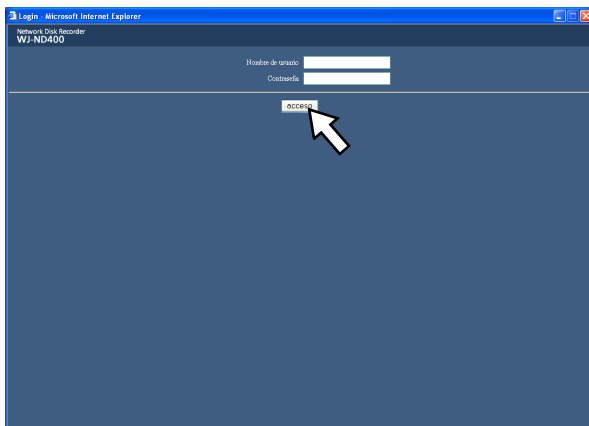 Login - Microsoft Internet Explorer
Network Disk Recorder
WJ-ND400
Nombre de usuario
Contraseña
acceso